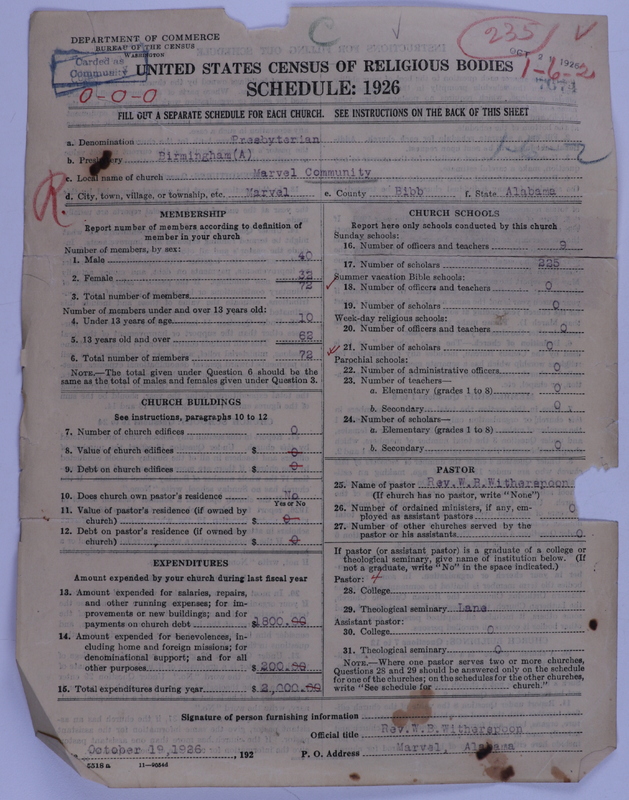 DEPARTMENT OF COMMERCE
BUREAU OF THE CENSUS
WASHINGTON
C
235
OCT 2 1926
Carded as
Community
1-6-2
7674
0-0-0
UNITED STATES CENSUS OF RELIGIOUS BODIES
SCHEDULE: 1926
FILL OUT A SEPARATE SCHEDULE FOR EACH CHURCH. SEE INSTRUCTIONS ON THE BACK OF THIS SHEET
a. Denomination Presbyterian
b. Presbytery Birmingham(A)
c. Local name of church Marvel Community
d. City, town, village, or township, etc. Marvel e. County Bibb f. State Alabama
R.
MEMBERSHIP
Report number of members according to definition of
member in your church
Number of members, by sex:
1. Male 40
2. Female 32
72
3. Total number of members
Number of members under and over 13 years old:
4. Under 13 years of age 10
5. 13 years old and over 62
6. Total number of members 72
NOTE.—The total given under Question 6 should be the
same as the total of males and females given under Question 3.
CHURCH BUILDINGS
See instructions, paragraphs 10 to 12
7. Number of church edifices 0
8. Value of church edifices $ 0
9. Debt on church edifices $ 0
10. Does church own pastor's residence No
Yes or No
11. Value of pastor's residence (if owned by
church) $ 0
12. Debt on pastor's residence (if owned by
church) $ 0
EXPENDITURES
Amount expended by your church during last fiscal year
13. Amount expended for salaries, repairs,
and other running expenses; for im-
provements or new buildings; and for
payments on church debt $1800.00
14. Amount expended for benevolences, in-
cluding home and foreign missions; for
denominational support; and for all
other purposes $ 200.00
15. Total expenditures during year $ 2,000.00
CHURCH SCHOOLS
Report here only schools conducted by this church
Sunday schools:
16. Number of officers and teachers 9
17. Number of scholars 225
Summer vacation Bible schools:
18. Number of officers and teachers 0
19. Number of scholars 0
Week-day religious schools:
20. Number of officers and teachers 0
21. Number of scholars 0
Parochial schools:
22. Number of administrative officers 0
23. Number of teachers—
a. Elementary (grades 1 to 8) 0
b. Secondary 0
24. Number of scholars—
a. Elementary (grades 1 to 8) 0
b. Secondary 0
PASTOR
25. Name of pastor Rev.W.B.Witherspoon
(If church has no pastor, write "None")
26. Number of ordained ministers, if any, em-
ployed as assistant pastors 0
27. Number of other churches served by the
pastor or his assistants 0
If pastor (or assistant pastor) is a graduate of a college or
theological seminary, give name of institution below. (If
not a graduate, write "No" in the space indicated.)
Pastor: 4
28. College
29. Theological seminary Lane
Assistant pastor:
30. College 0
31. Theological seminary 0
NOTE.—Where one pastor serves two or more churches,
Questions 28 and 29 should be answered only on the schedule
for one of the churches; on the schedules for the other churches,
write "See schedule for church."
Signature of person furnishing information
Official title Rev.W.B.Witherspoon
October 19,1926 , 192 P. O. Address Marvel, Alabama
5518 a